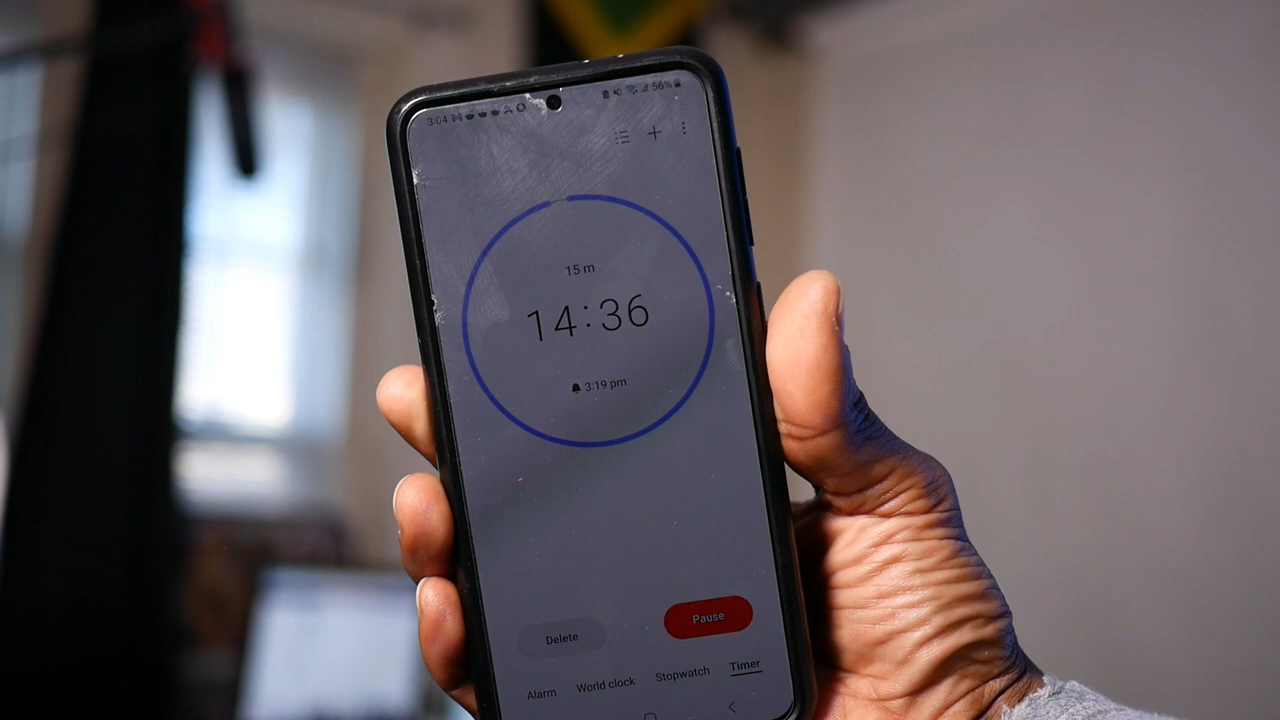 3:04 56%
15 m
14:36
3:19 pm
Delete Pause
Alarm World clock Stopwatch Timer